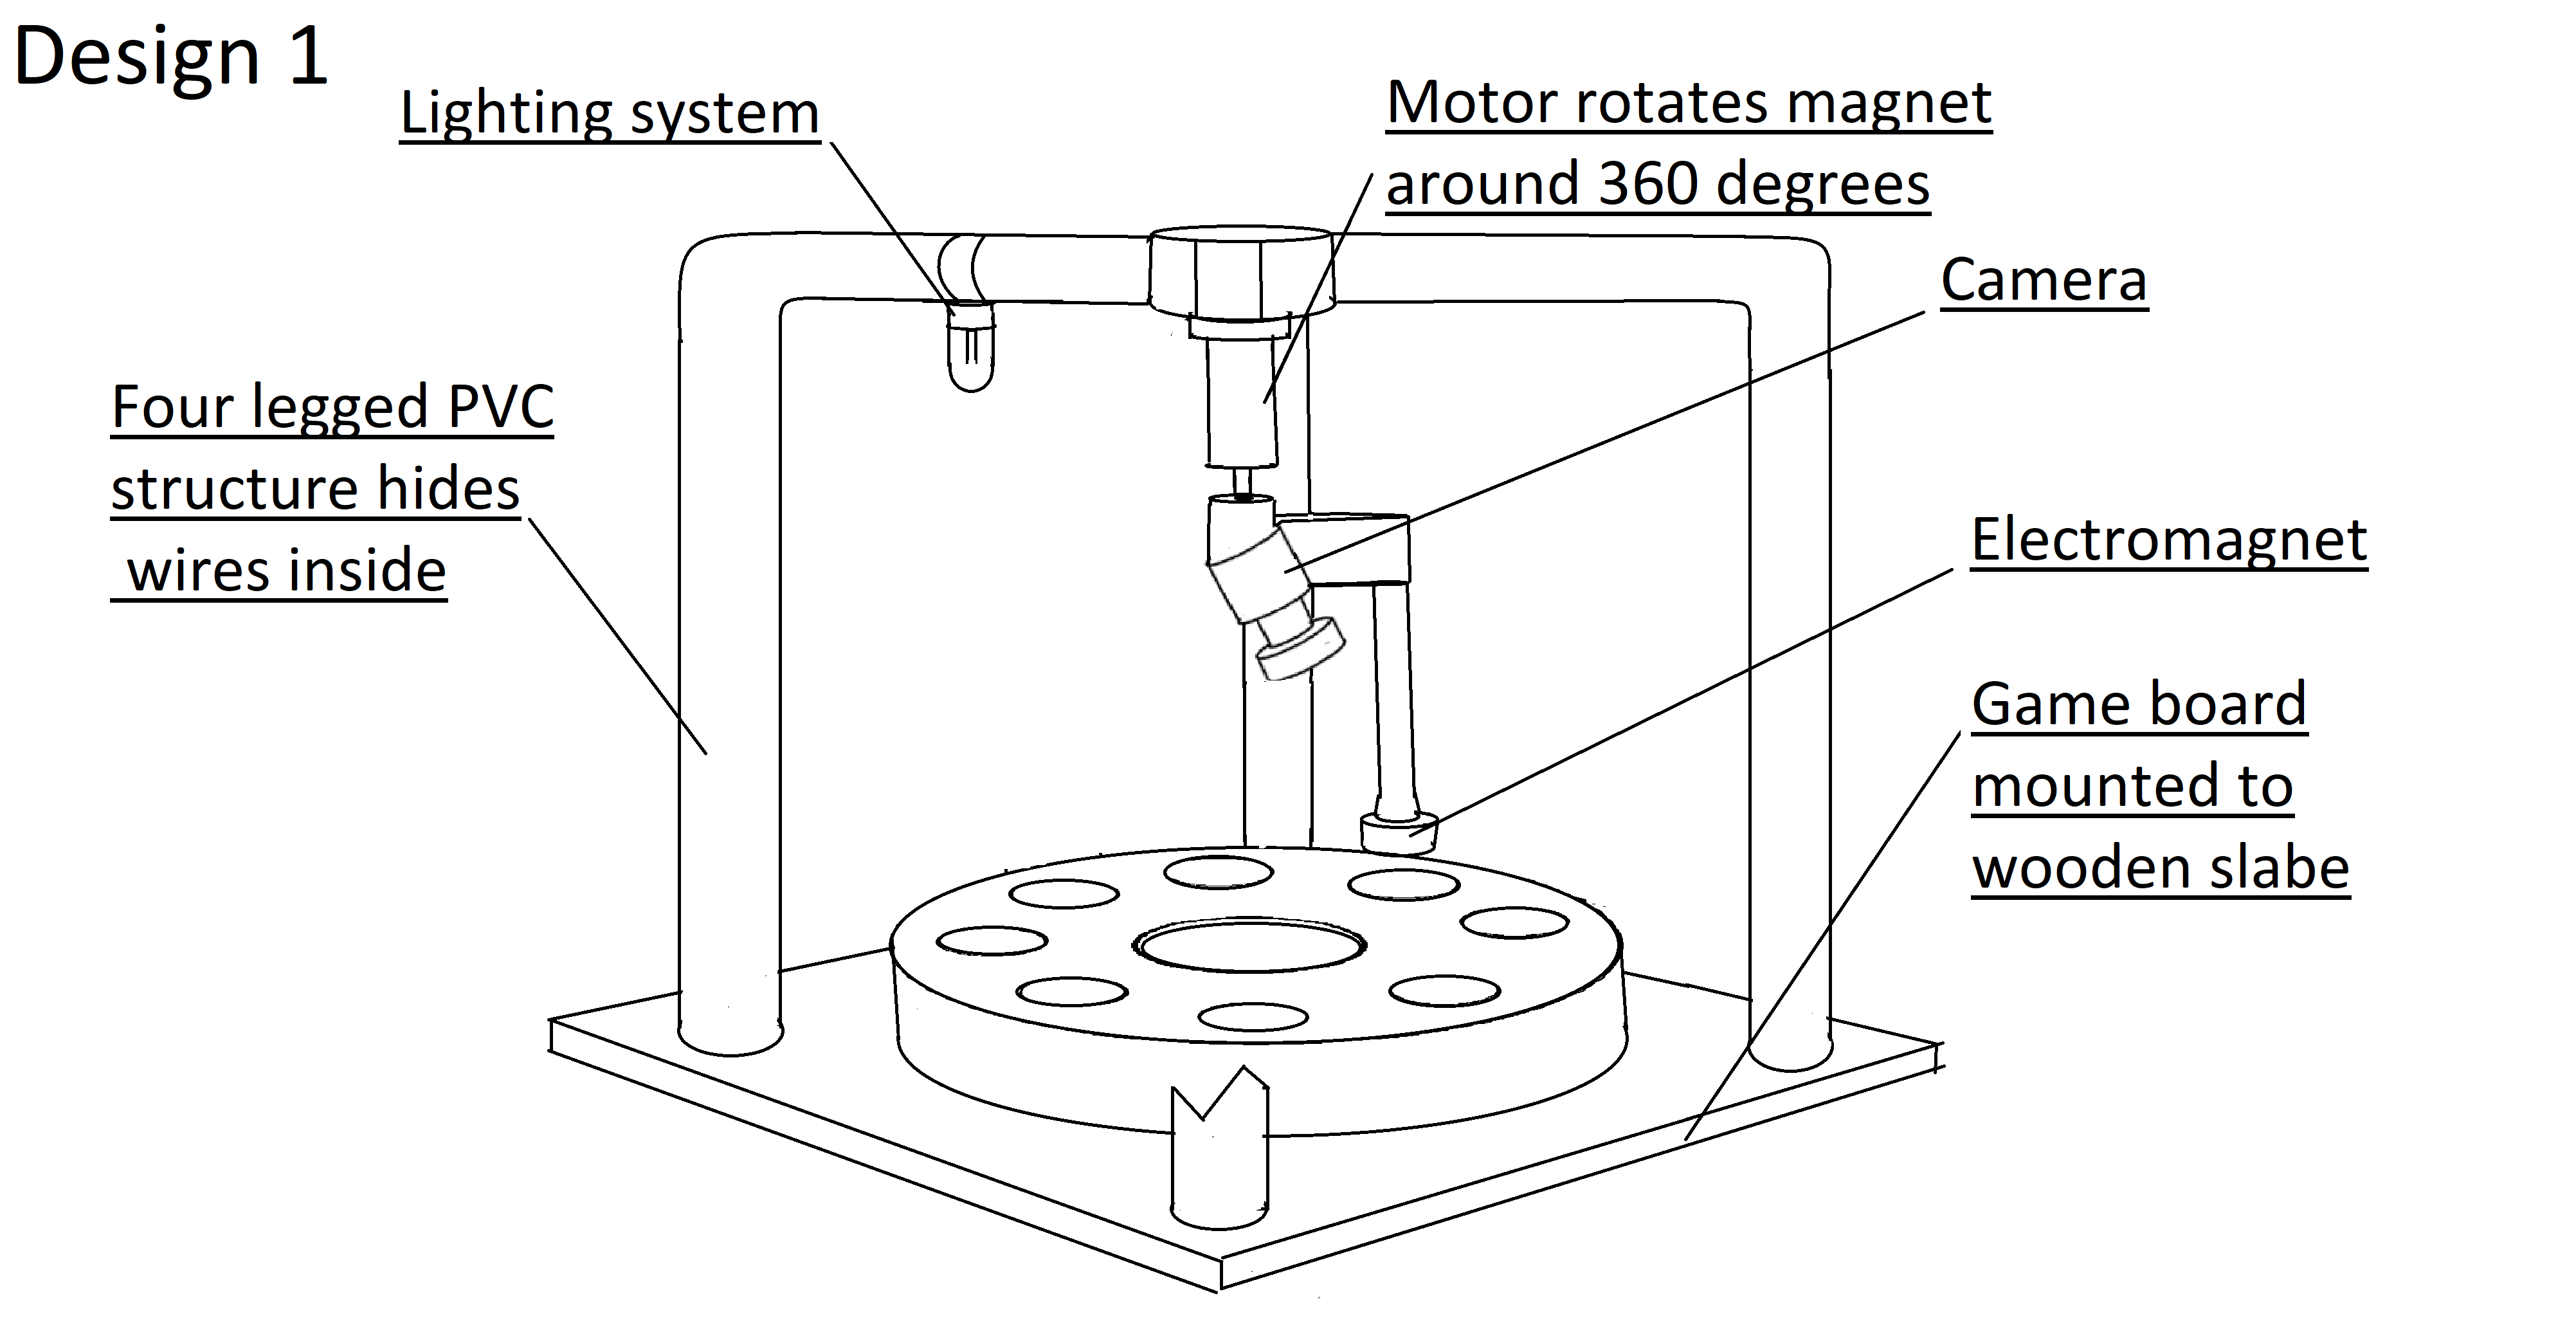 Design 1
Lighting system
Motor rotates magnet
around 360 degrees
Camera
Four legged PVC
structure hides
wires inside
Electromagnet
Game board
mounted to
wooden slabe